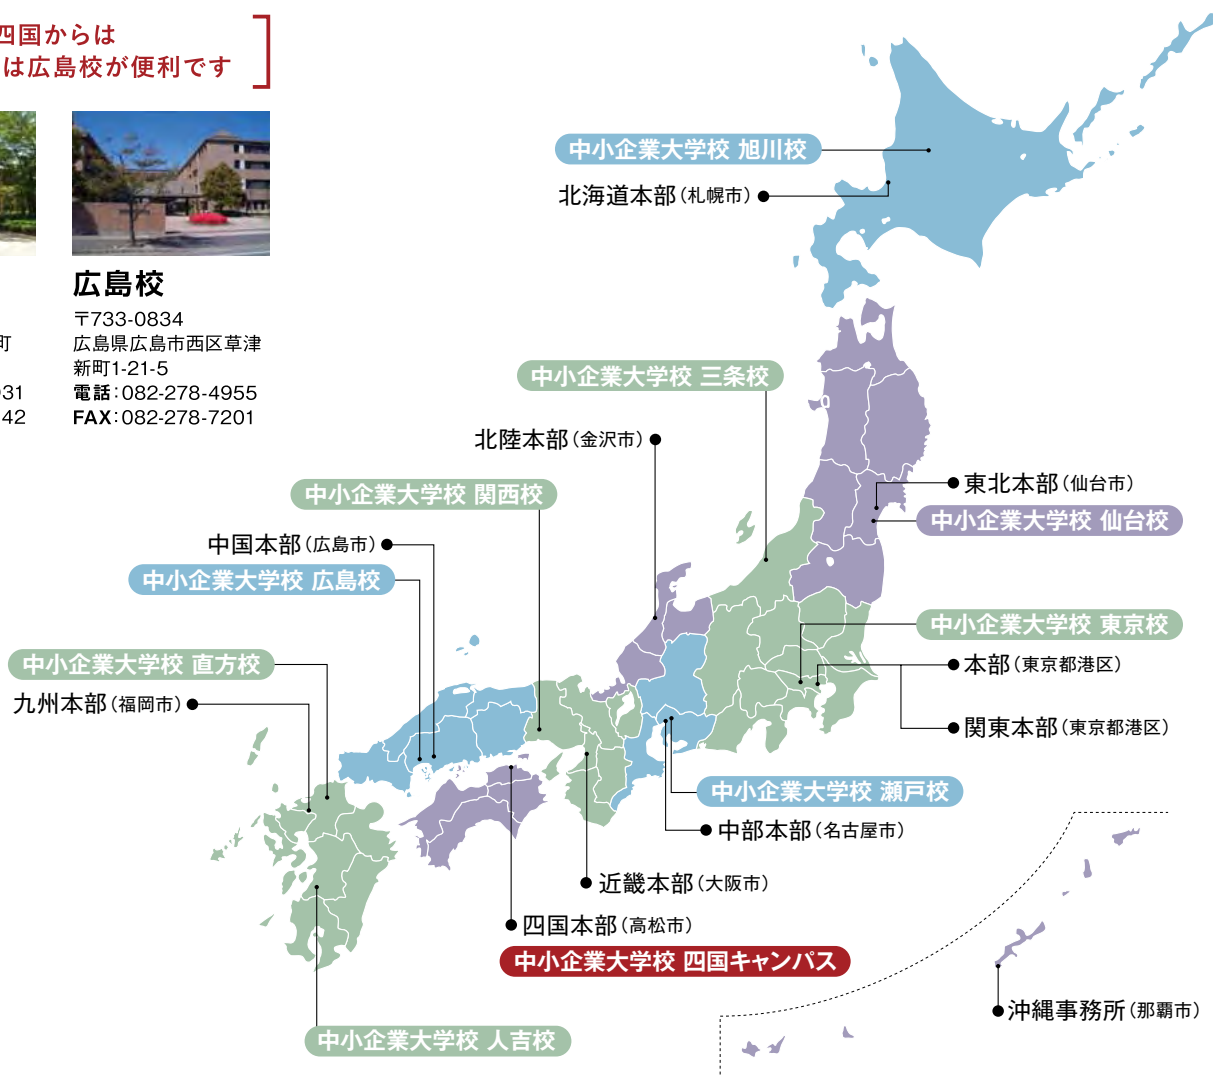 四国からは
は広島校が便利です
広島校
〒733-0834
広島県広島市西区草津
新町1-21-5
電話:082-278-4955
FAX:082-278-7201
町
31
42
中小企業大学校 旭川校
北海道本部(札幌市)
中小企業大学校 三条校
北陸本部(金沢市)
東北本部(仙台市)
中小企業大学校 関西校
中小企業大学校 仙台校
中国本部(広島市)
中小企業大学校 広島校
中小企業大学校 東京校
中小企業大学校 直方校
本部(東京都港区)
九州本部(福岡市)
関東本部(東京都港区)
中小企業大学校 瀬戸校
中部本部(名古屋市)
近畿本部(大阪市)
四国本部(高松市)
中小企業大学校 四国キャンパス
沖縄事務所(那覇市)
中小企業大学校 人吉校